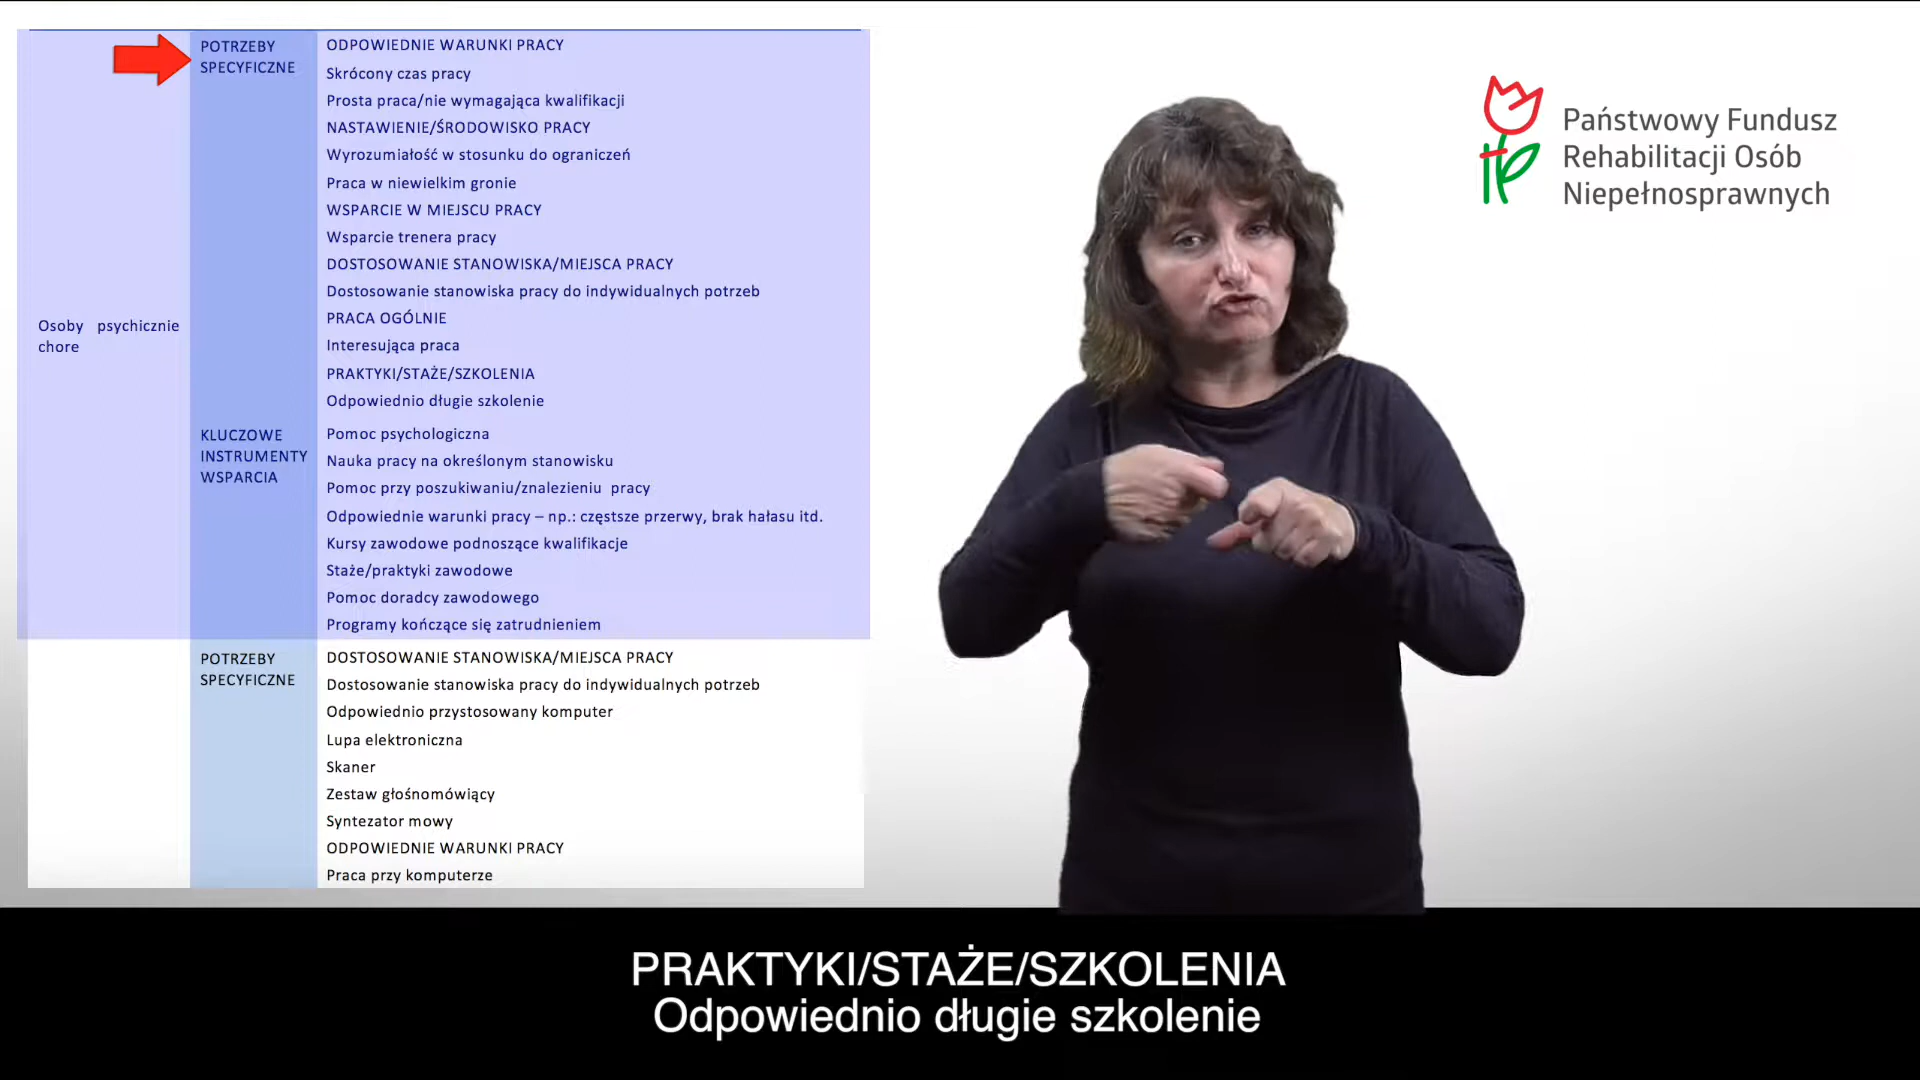 Osoby psychicznie
chore
POTRZEBY
SPECYFICZNE
ODPOWIEDNIE WARUNKI PRACY
Skrócony czas pracy
Prosta praca/nie wymagająca kwalifikacji
NASTAWIENIE/ŚRODOWISKO PRACY
Wyrozumiałość w stosunku do ograniczeń
Praca w niewielkim gronie
WSPARCIE W MIEJSCU PRACY
Wsparcie trenera pracy
DOSTOSOWANIE STANOWISKA/MIEJSCA PRACY
Dostosowanie stanowiska pracy do indywidualnych potrzeb
PRACA OGÓLNIE
Interesująca praca
PRAKTYKI/STAŻE/SZKOLENIA
Odpowiednio długie szkolenie
KLUCZOWE
INSTRUMENTY
WSPARCIA
Pomoc psychologiczna
Nauka pracy na określonym stanowisku
Pomoc przy poszukiwaniu/znalezieniu pracy
Odpowiednie warunki pracy – np.: częstsze przerwy, brak hałasu itd.
Kursy zawodowe podnoszące kwalifikacje
Staże/praktyki zawodowe
Pomoc doradcy zawodowego
Programy kończące się zatrudnieniem
POTRZEBY
SPECYFICZNE
DOSTOSOWANIE STANOWISKA/MIEJSCA PRACY
Dostosowanie stanowiska pracy do indywidualnych potrzeb
Odpowiednio przystosowany komputer
Lupa elektroniczna
Skaner
Zestaw głośnomówiący
Syntezator mowy
ODPOWIEDNIE WARUNKI PRACY
Praca przy komputerze
Państwowy Fundusz
Rehabilitacji Osób
Niepełnosprawnych
PRAKTYKI/STAŻE/SZKOLENIA
Odpowiednio długie szkolenie